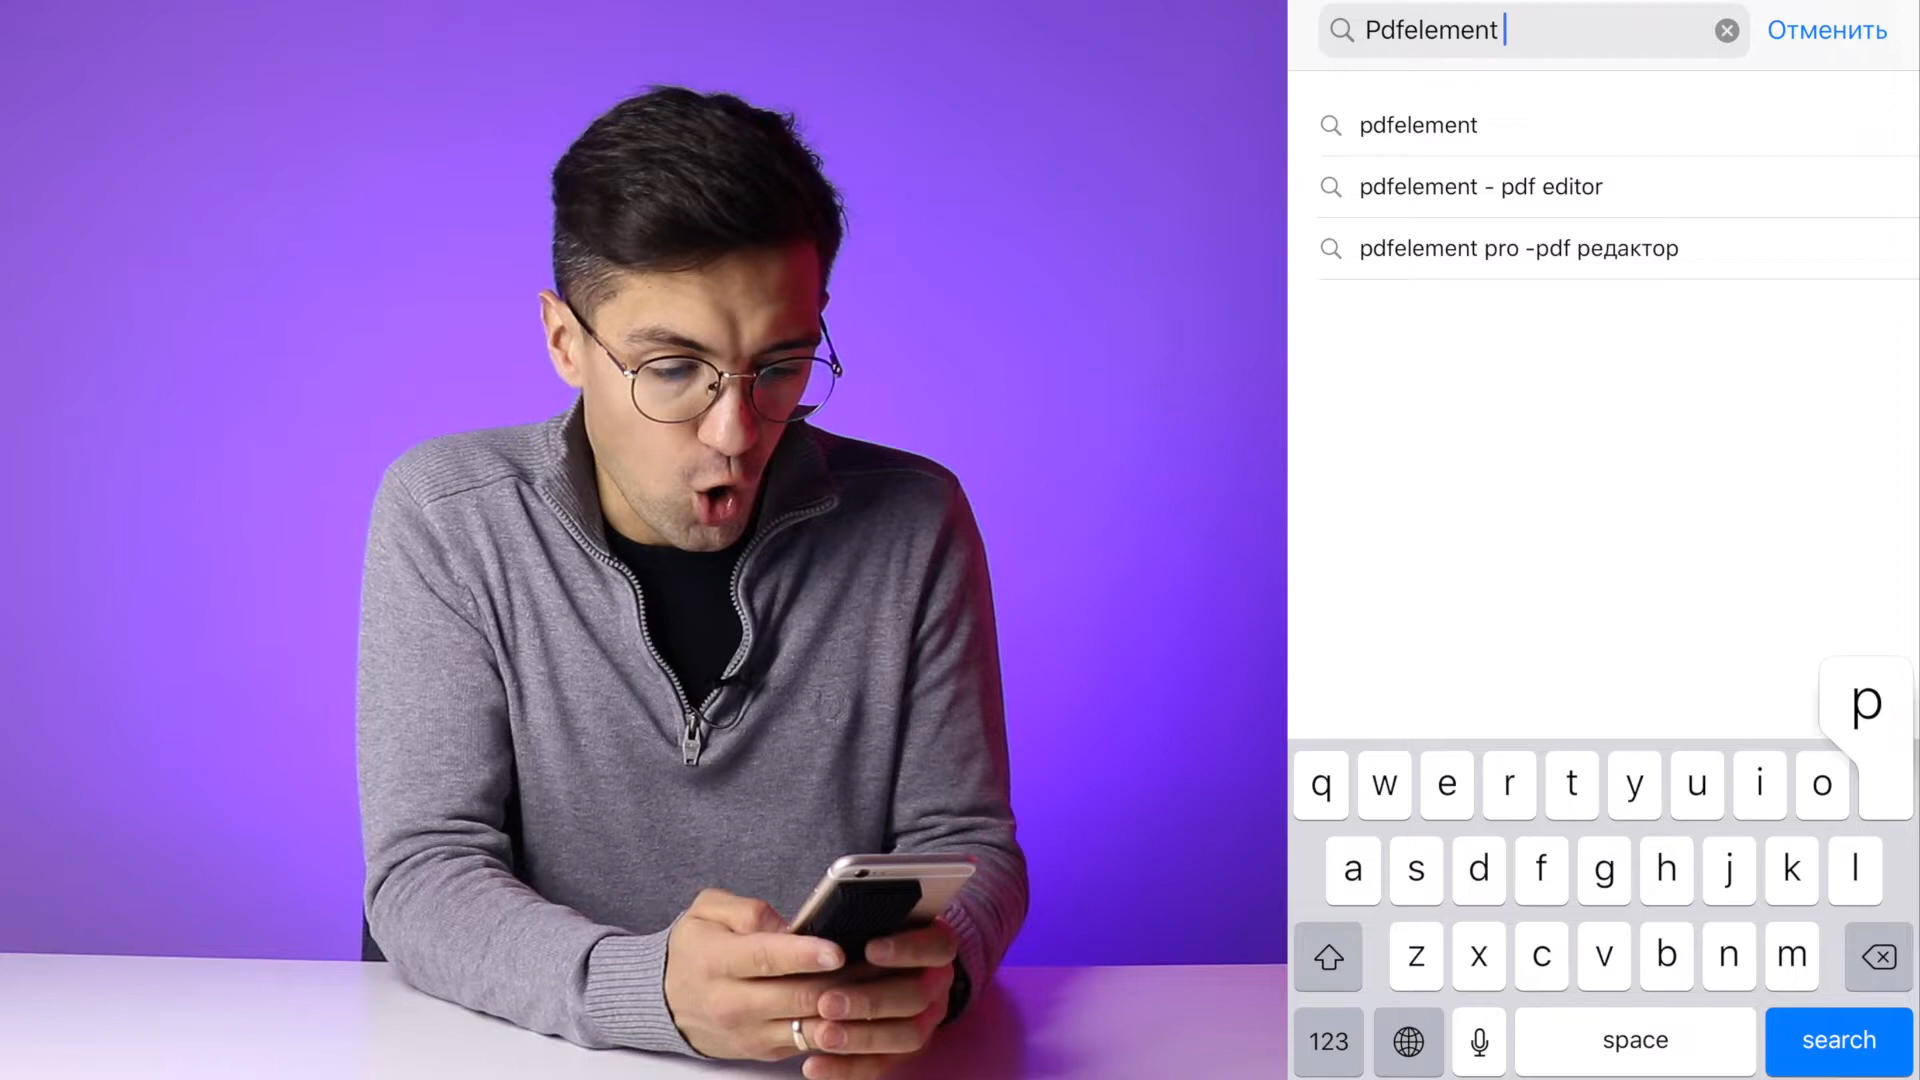 Pdfelement
Отменить
pdfelement
pdfelement - pdf editor
pdfelement pro -pdf редактор
p
q w e r t y u i o
a s d f g h j k l
z x c v b n m
123 space search